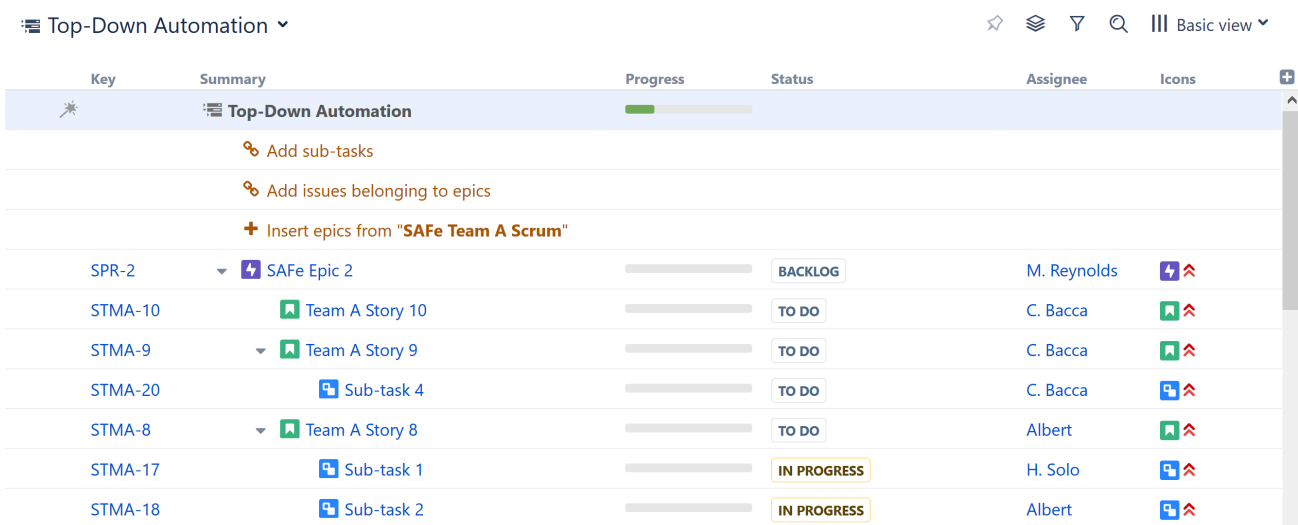 Top-Down Automation
Basic view
Key Summary Progress Status Assignee Icons
Top-Down Automation
Add sub-tasks
Add issues belonging to epics
Insert epics from "SAFe Team A Scrum"
SPR-2 SAFe Epic 2 BACKLOG M. Reynolds
STMA-10 Team A Story 10 TO DO C. Bacca
STMA-9 Team A Story 9 TO DO C. Bacca
STMA-20 Sub-task 4 TO DO C. Bacca
STMA-8 Team A Story 8 TO DO Albert
STMA-17 Sub-task 1 IN PROGRESS H. Solo
STMA-18 Sub-task 2 IN PROGRESS Albert